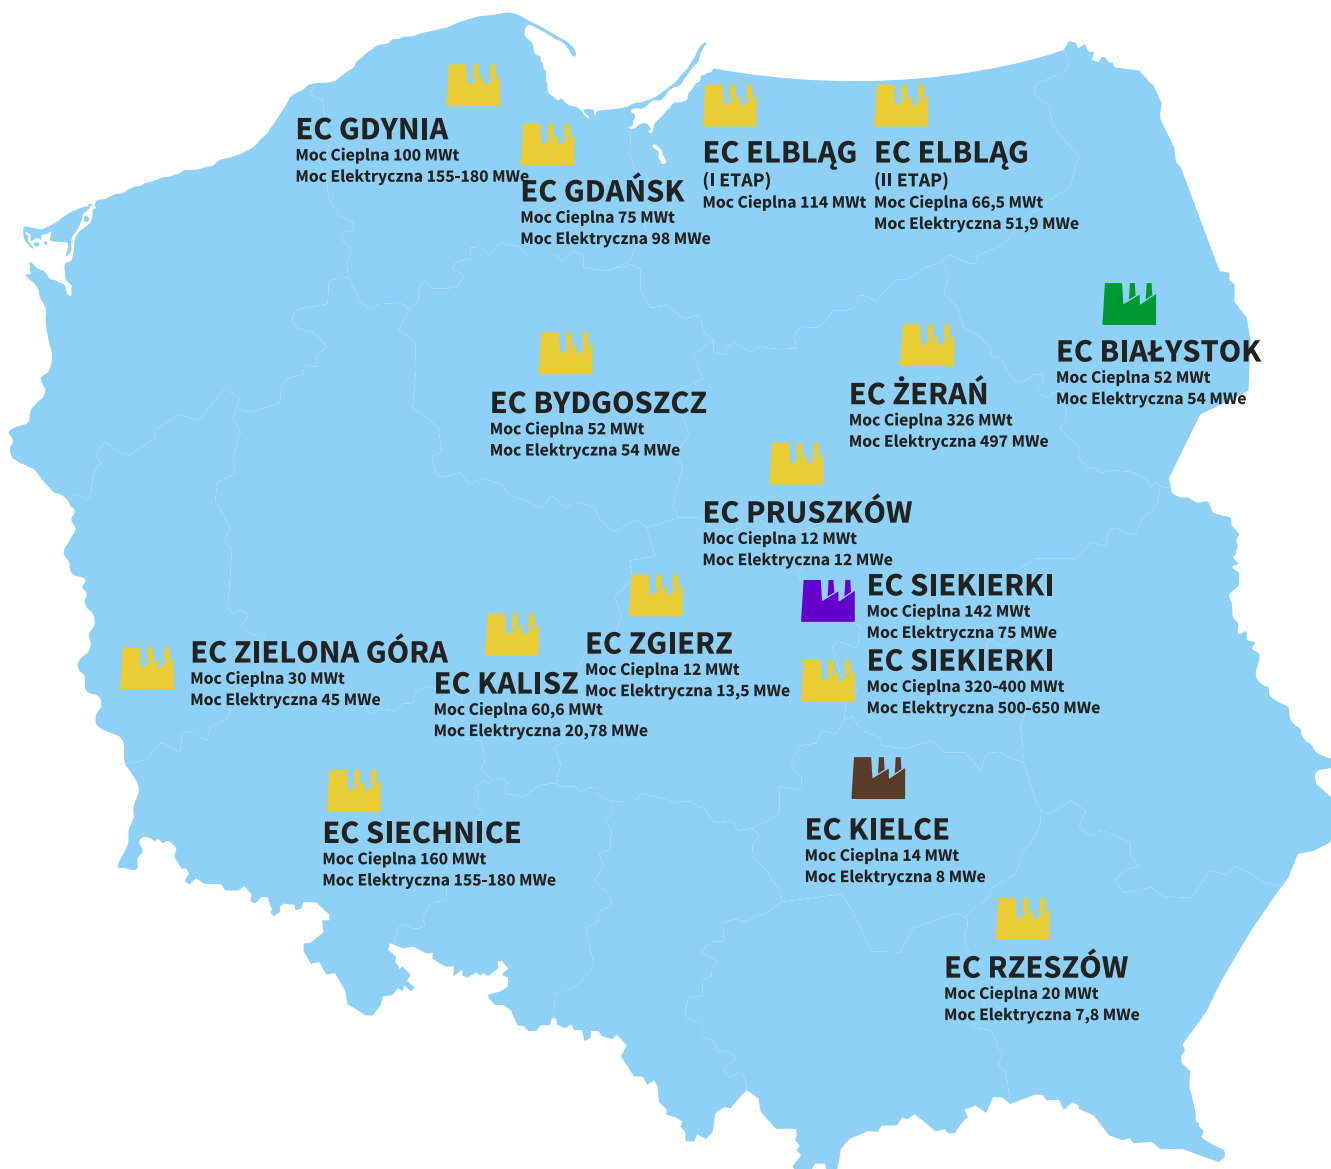 EC GDYNIA
Moc Cieplna 100 MWt
Moc Elektryczna 155-180 MWe
EC GDAŃSK
Moc Cieplna 75 MWt
Moc Elektryczna 98 MWe
EC ELBLĄG
(I ETAP)
Moc Cieplna 114 MWt
EC ELBLĄG
(II ETAP)
Moc Cieplna 66,5 MWt
Moc Elektryczna 51,9 MWe
EC BIAŁYSTOK
Moc Cieplna 52 MWt
Moc Elektryczna 54 MWe
EC BYDGOSZCZ
Moc Cieplna 52 MWt
Moc Elektryczna 54 MWe
EC ŻERAŃ
Moc Cieplna 326 MWt
Moc Elektryczna 497 MWe
EC PRUSZKÓW
Moc Cieplna 12 MWt
Moc Elektryczna 12 MWe
EC SIEKIERKI
Moc Cieplna 142 MWt
Moc Elektryczna 75 MWe
EC SIEKIERKI
Moc Cieplna 320-400 MWt
Moc Elektryczna 500-650 MWe
EC ZGIERZ
Moc Cieplna 12 MWt
Moc Elektryczna 13,5 MWe
EC ZIELONA GÓRA
Moc Cieplna 30 MWt
Moc Elektryczna 45 MWe
EC KALISZ
Moc Cieplna 60,6 MWt
Moc Elektryczna 20,78 MWe
EC SIECHNICE
Moc Cieplna 160 MWt
Moc Elektryczna 155-180 MWe
EC KIELCE
Moc Cieplna 14 MWt
Moc Elektryczna 8 MWe
EC RZESZÓW
Moc Cieplna 20 MWt
Moc Elektryczna 7,8 MWe